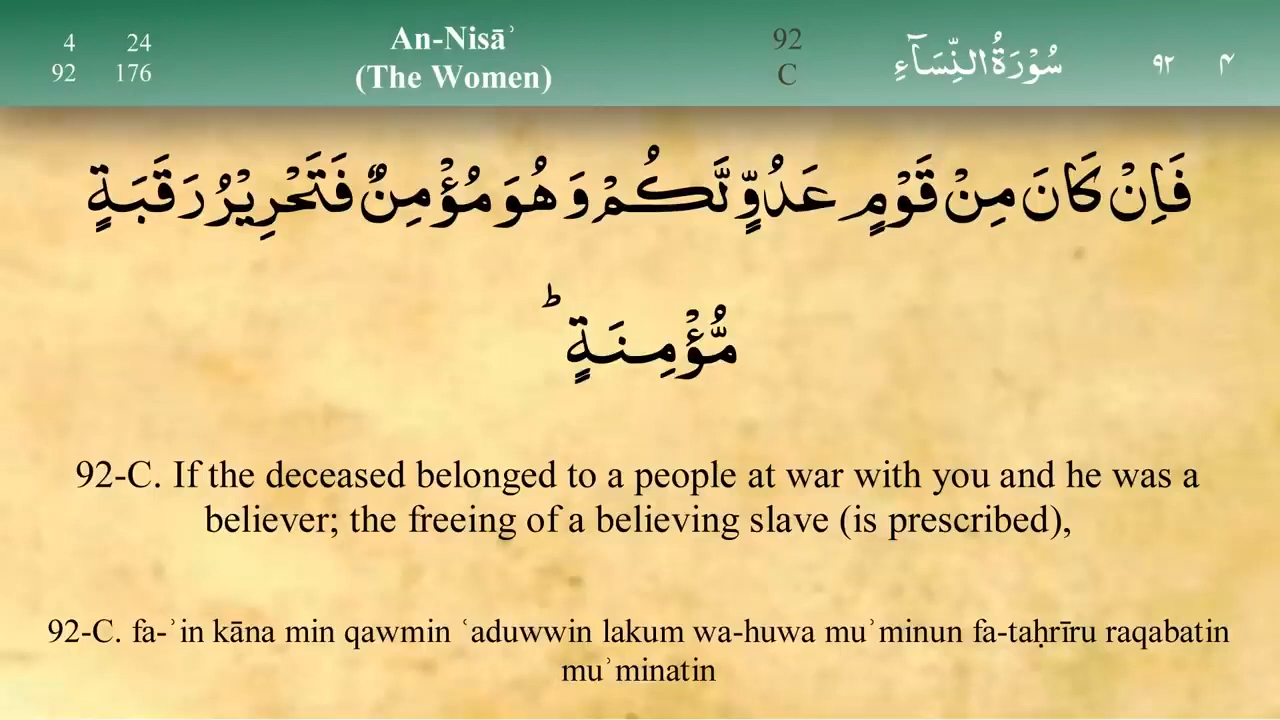 4 24
An-Nisāʾ
92
92 176
(The Women)
C
سُوْرَةُ النِّسَآءِ
٩٢ ٤
فَاِنْ كَانَ مِنْ قَوْمٍ عَدُوٍّ لَّكُمْ وَ هُوَ مُؤْمِنٌ فَتَحْرِيْرُ رَقَبَةٍ
مُّؤْمِنَةٍ ؕ
92-C. If the deceased belonged to a people at war with you and he was a
believer; the freeing of a believing slave (is prescribed),
92-C. fa-ʾin kāna min qawmin ʿaduwwin lakum wa-huwa muʾminun fa-taḥrīru raqabatin
muʾminatin